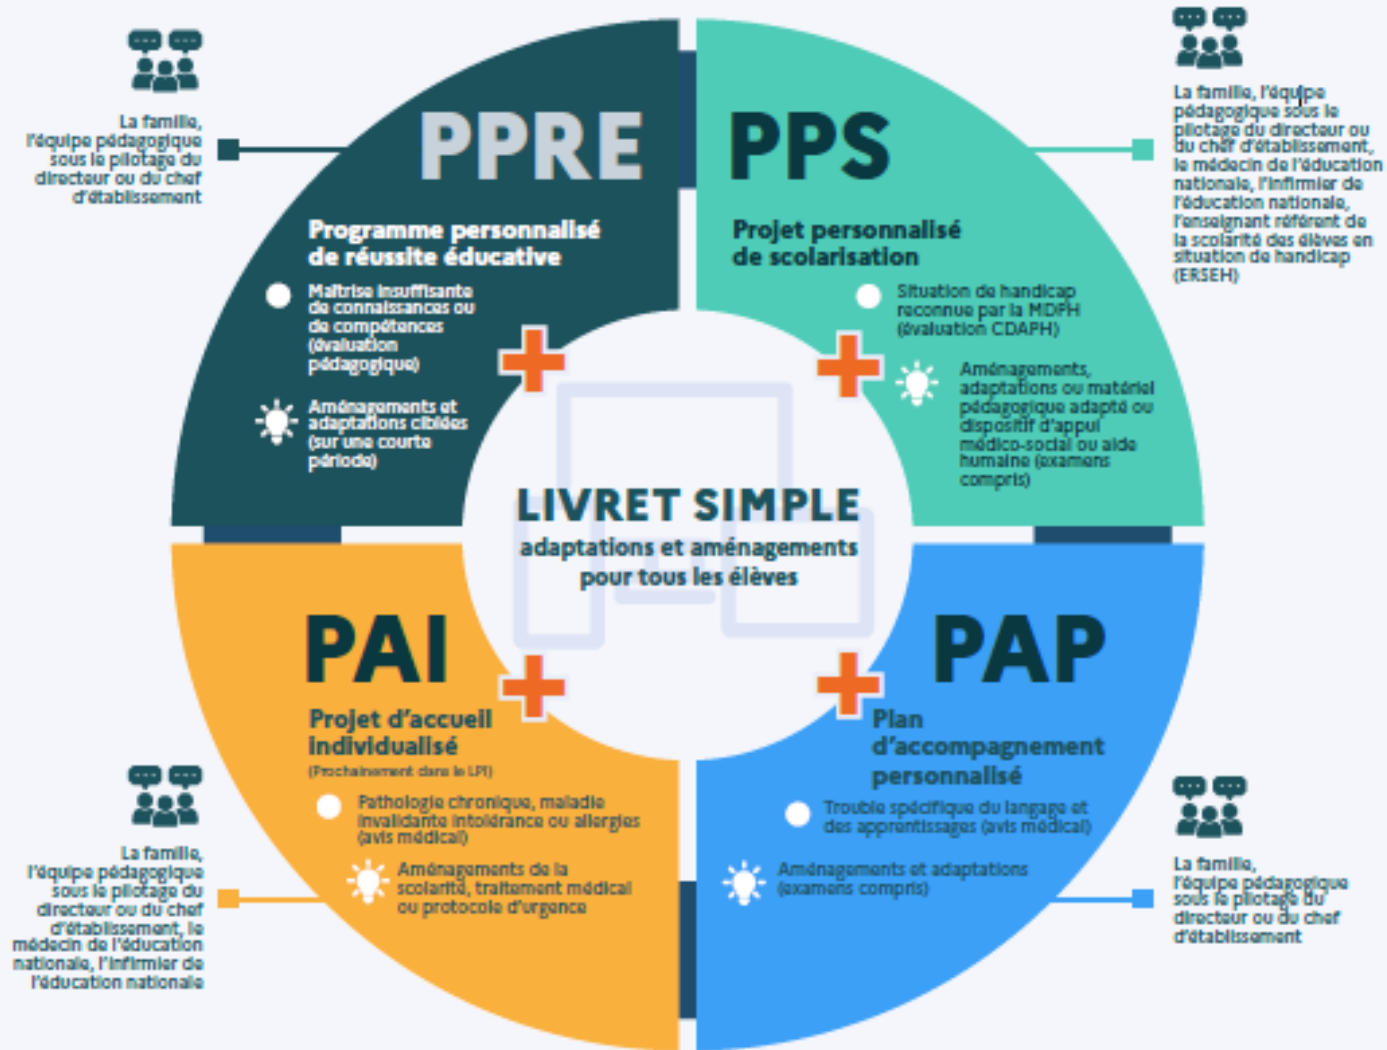 La famille,
l'équipe pédagogique
sous le pilotage du
directeur ou du chef
d'établissement
PPRE
Programme personnalisé
de réussite éducative
Maîtrise insuffisante
de connaissances ou
de compétences
(évaluation
pédagogique)
Aménagements et
adaptations ciblées
(sur une courte
période)
PPS
Projet personnalisé
de scolarisation
Situation de handicap
reconnue par la MDPH
(évaluation CDAPH)
Aménagements,
adaptations ou matériel
pédagogique adapté ou
dispositif d'appui
médico-social ou aide
humaine (examens
compris)
La famille, l'équipe
pédagogique sous le
pilotage du directeur ou
du chef d'établissement,
le médecin de l'éducation
nationale, l'infirmier de
l'éducation nationale,
l'enseignant référent de
la scolarité des élèves en
situation de handicap
(ERSEH)
LIVRET SIMPLE
adaptations et aménagements
pour tous les élèves
PAI
Projet d'accueil
individualisé
(Prochainement dans le LPI)
Pathologie chronique, maladie
invalidante intolérance ou allergies
(avis médical)
Aménagements de la
scolarité, traitement médical
ou protocole d'urgence
La famille,
l'équipe pédagogique
sous le pilotage du
directeur ou du chef
d'établissement, le
médecin de l'éducation
nationale, l'infirmier de
l'éducation nationale
PAP
Plan
d'accompagnement
personnalisé
Trouble spécifique du langage et
des apprentissages (avis médical)
Aménagements et adaptations
(examens compris)
La famille,
l'équipe pédagogique
sous le pilotage du
directeur ou du chef
d'établissement